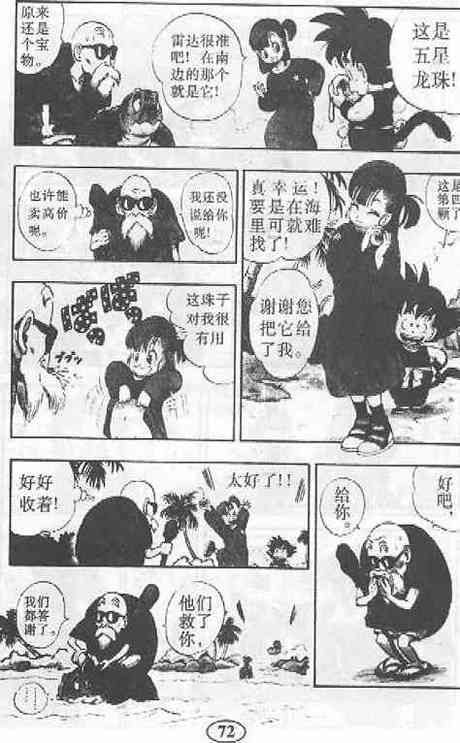 这是
五星
龙珠!
雷达很准
吧!在南
边的那个
就是它!
原来
还是
个宝
物。
这是
第四
颗了
真幸运!
要是在海
里可就难
找了!
谢谢您
把它给
了我。
我还没
说给你
呢!
也许能
卖高价
呢。
这珠子
对我很
有用
好
吧,
给
你。
太好了!!
好好
收着!
他们
救了
你,
我们
都答
谢了。
……
72